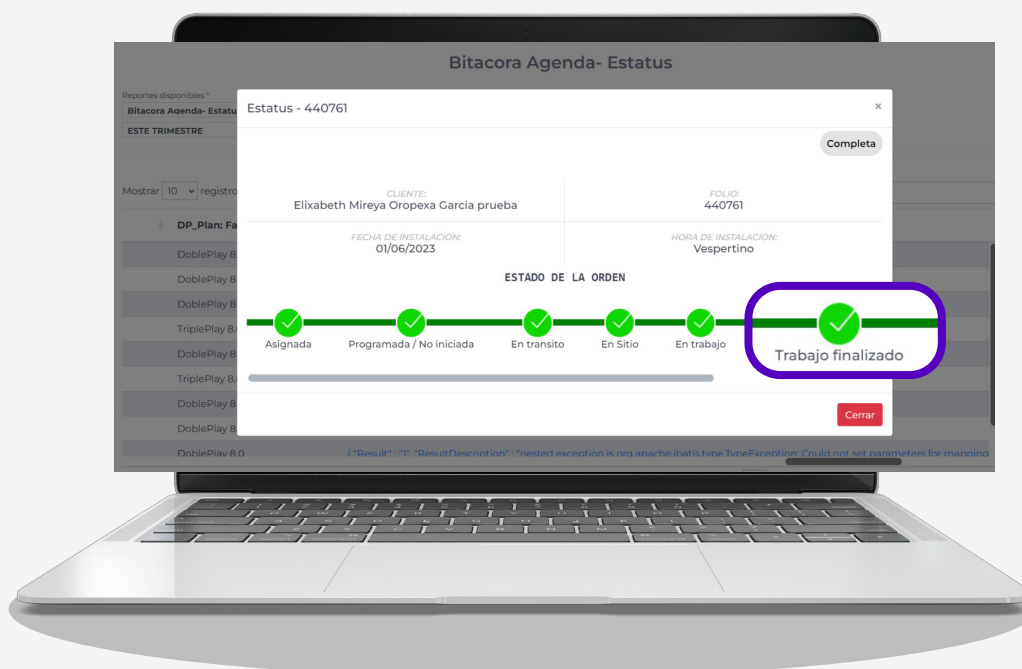 Bitacora Agenda- Estatus
Reportes disponibles *
Bitacora Agenda- Estatu
ESTE TRIMESTRE
Estatus - 440761
×
Completa
Mostrar 10 registro
CLIENTE:
Elixabeth Mireya Oropexa Garcia prueba
FOLIO:
440761
DP_Plan: Fa
FECHA DE INSTALACION:
01/06/2023
HORA DE INSTALACION:
Vespertino
DoblePlay 8
ESTADO DE LA ORDEN
DoblePlay 8
DoblePlay 8
TriplePlay 8.
Asignada
Programada / No iniciada
En transito
En Sitio
En trabajo
Trabajo finalizado
DoblePlay 8
TriplePlay 8.
DoblePlay 8
Cerrar
DoblePlay 8
DoblePlay 8.0 { "Result" : "1", "ResultDescription" : "nested exception is org.apache.ibatis.type.TypeException: Could not set parameters for mapping